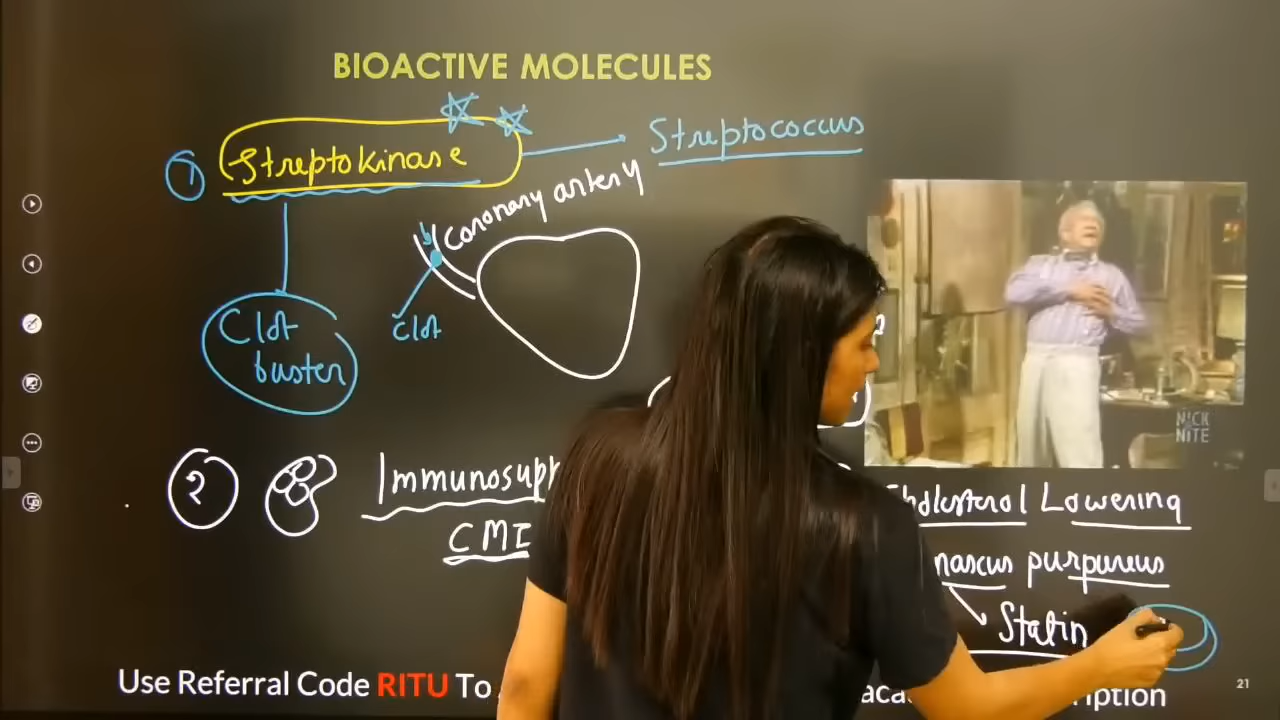 BIOACTIVE MOLECULES
1 Streptokinase
Streptococcus
Coronary artery
Clot
Clot
buster
2
Immunosup
CMI
Cholesterol Lowering
nascus purpureus
Statin
NICK
NITE
Use Referral Code RITU To
21